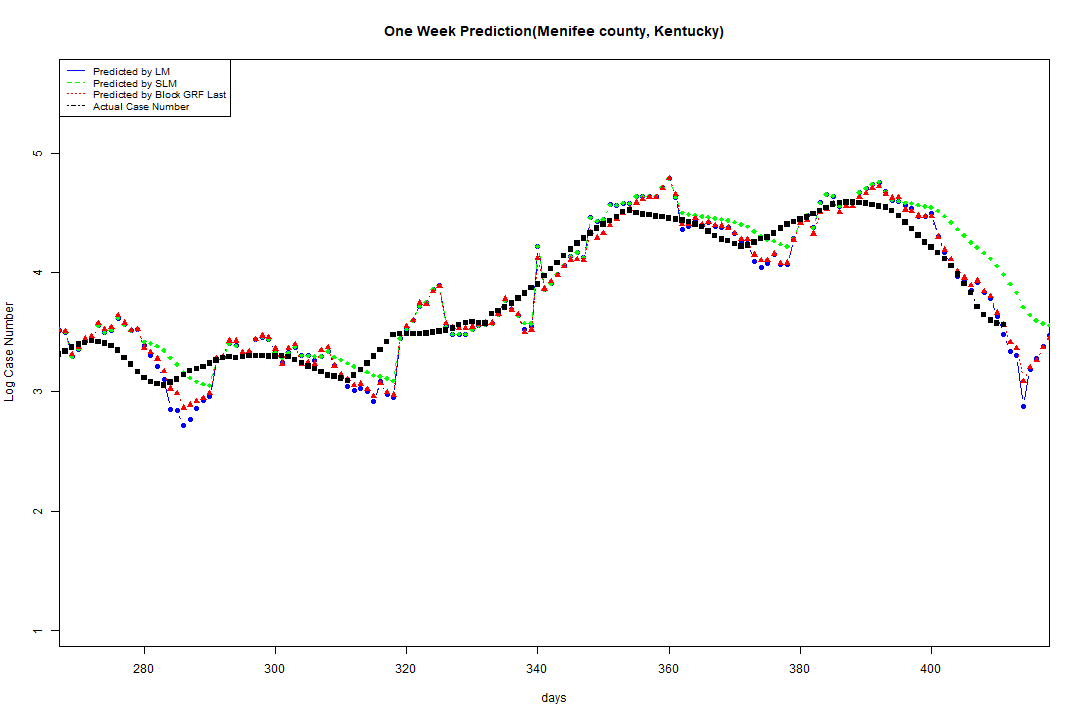 One Week Prediction(Menifee county, Kentucky)
Predicted by LM
Predicted by SLM
Predicted by Block GRF Last
Actual Case Number
5
4
3
2
1
Log Case Number
280 300 320 340 360 380 400
days